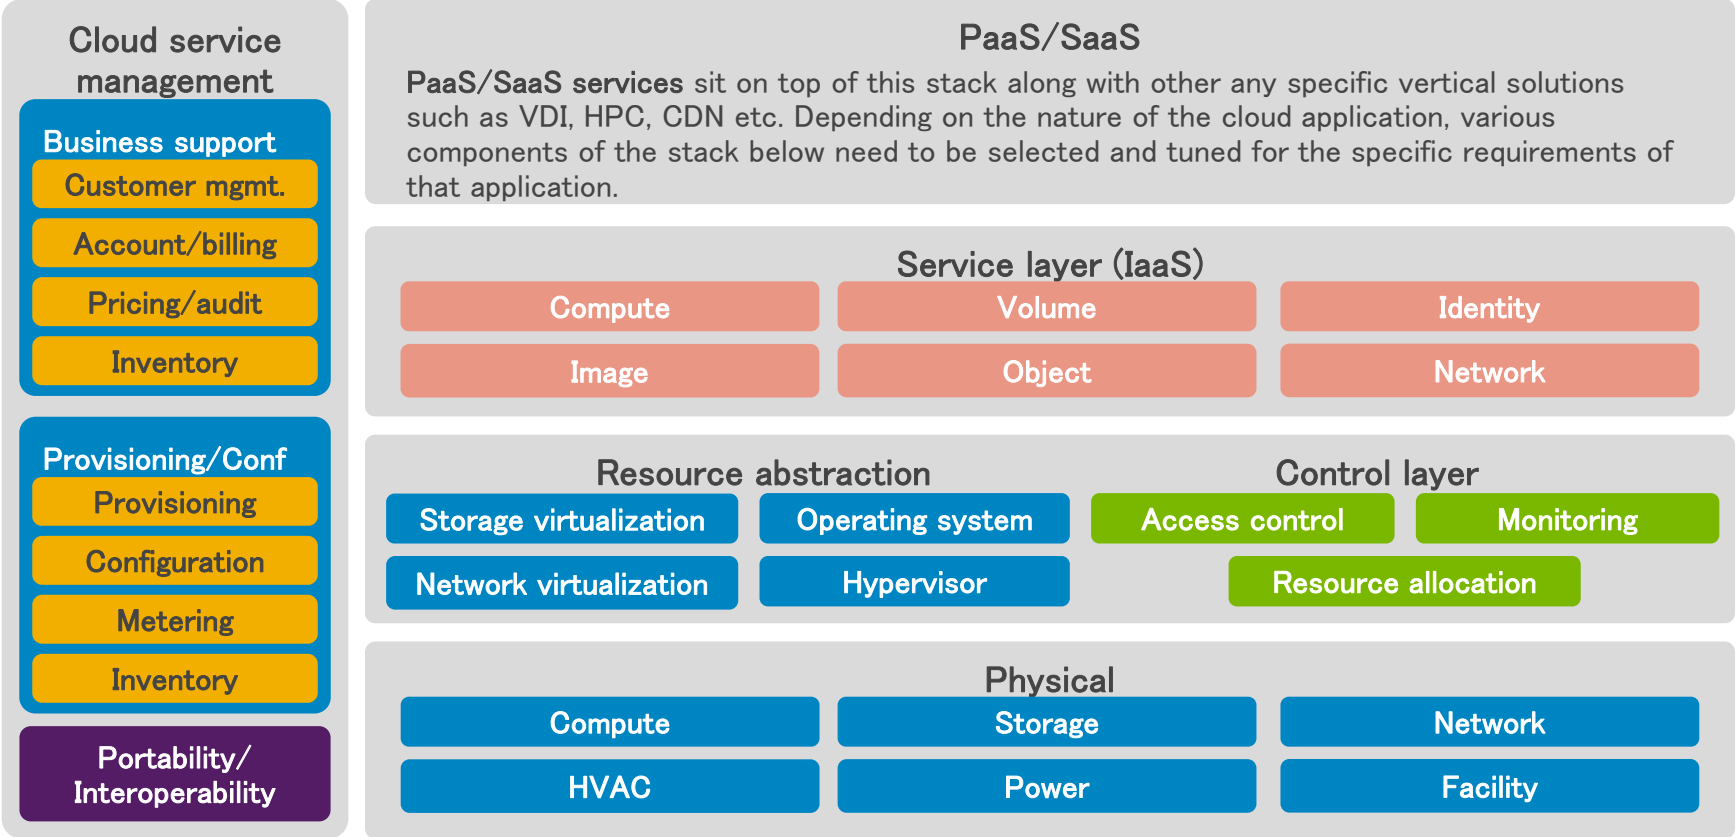 Cloud service
management
Business support
Customer mgmt.
Account/billing
Pricing/audit
Inventory
Provisioning/Conf
Provisioning
Configuration
Metering
Inventory
Portability/
Interoperability
PaaS/SaaS
PaaS/SaaS services sit on top of this stack along with other any specific vertical solutions
such as VDI, HPC, CDN etc. Depending on the nature of the cloud application, various
components of the stack below need to be selected and tuned for the specific requirements of
that application.
Service layer (IaaS)
Compute
Volume
Identity
Image
Object
Network
Resource abstraction
Storage virtualization
Operating system
Network virtualization
Hypervisor
Control layer
Access control
Monitoring
Resource allocation
Physical
Compute
Storage
Network
HVAC
Power
Facility